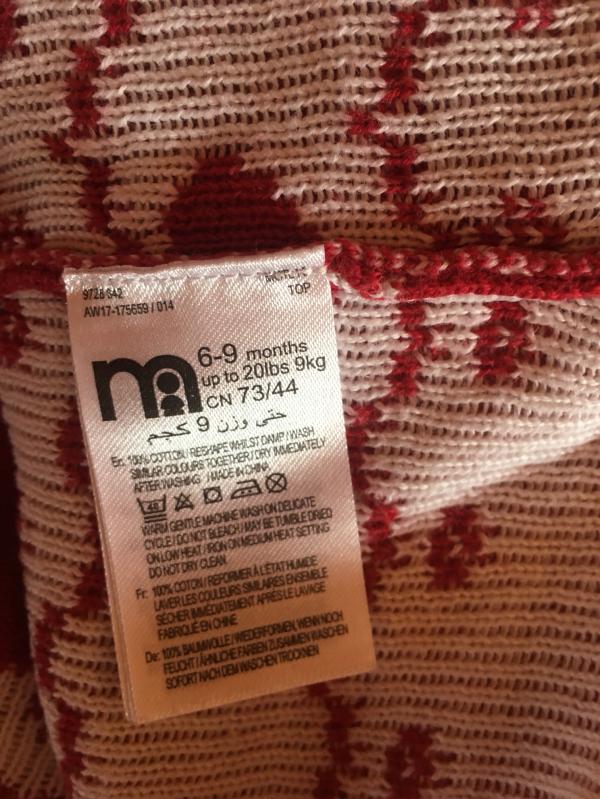 TOP
AW17-175659 / 014
6-9 months
up to 20lbs 9kg
CN 73/44
حتى وزن 9 كجم
En: 100% COTTON / RESHAPE WHILST DAMP / WASH
SIMILAR COLOURS TOGETHER / DRY IMMEDIATELY
AFTER WASHING / MADE IN CHINA
40
WARM GENTLE MACHINE WASH ON DELICATE
CYCLE / DO NOT BLEACH / MAY BE TUMBLE DRIED
ON LOW HEAT / IRON ON MEDIUM HEAT SETTING
DO NOT DRY CLEAN
Fr: 100% COTON / REFORMER À L'ETAT HUMIDE
LAVER LES COULEURS SIMILAIRES ENSEMBLE
SÉCHER IMMÉDIATEMENT APRÈS LE LAVAGE
FABRIQUÉ EN CHINE
De: 100% BAUMWOLLE / WIEDERFORMEN, WENN NOCH
FEUCHT / ÄHNLICHE FARBEN ZUSAMMEN WASCHEN
SOFORT NACH DEM WASCHEN TROCKNEN